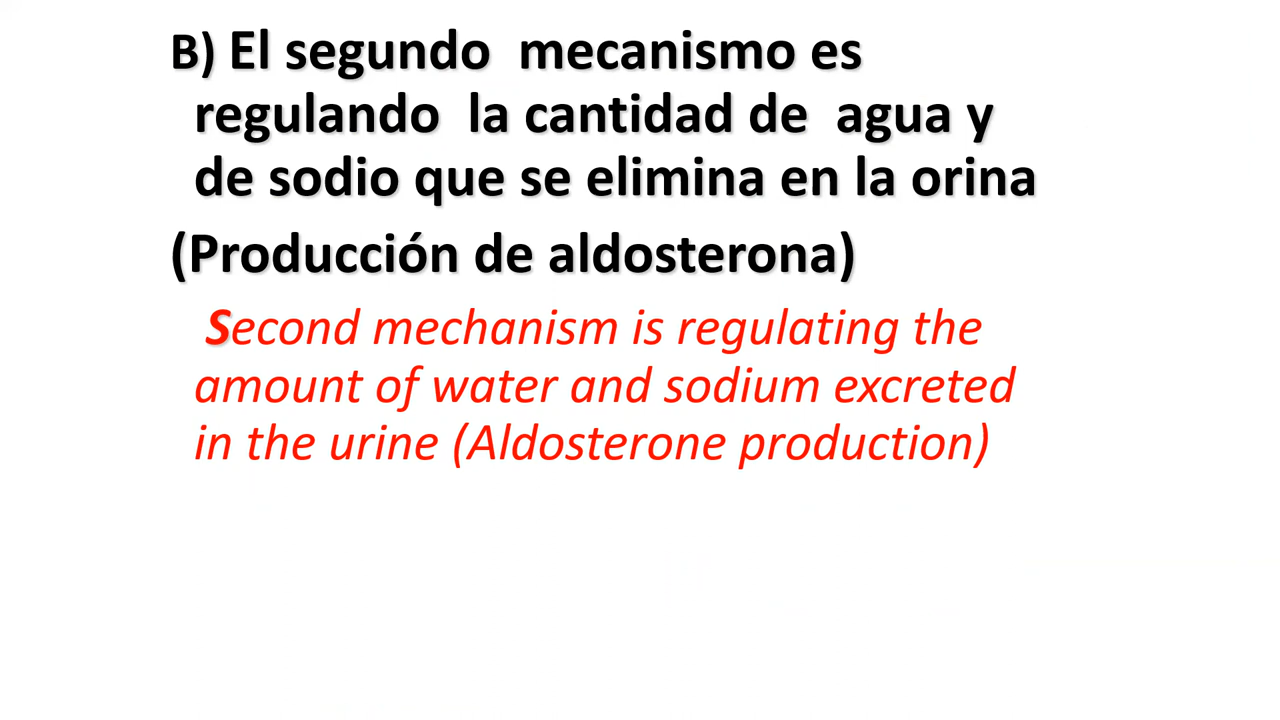 B) El segundo  mecanismo es
regulando  la cantidad de  agua y
de sodio que se elimina en la orina
(Producción de aldosterona)
Second mechanism is regulating the
amount of water and sodium excreted
in the urine (Aldosterone production)